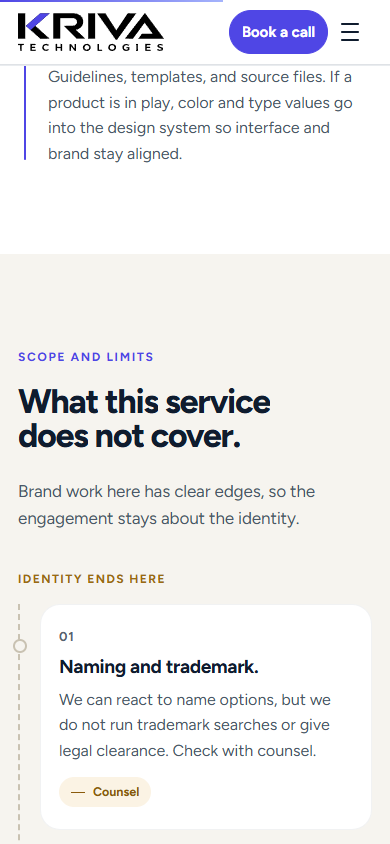 KRIVA
TECHNOLOGIES
Book a call
Guidelines, templates, and source files. If a
product is in play, color and type values go
into the design system so interface and
brand stay aligned.
SCOPE AND LIMITS
What this service
does not cover.
Brand work here has clear edges, so the
engagement stays about the identity.
IDENTITY ENDS HERE
01
Naming and trademark.
We can react to name options, but we
do not run trademark searches or give
legal clearance. Check with counsel.
— Counsel